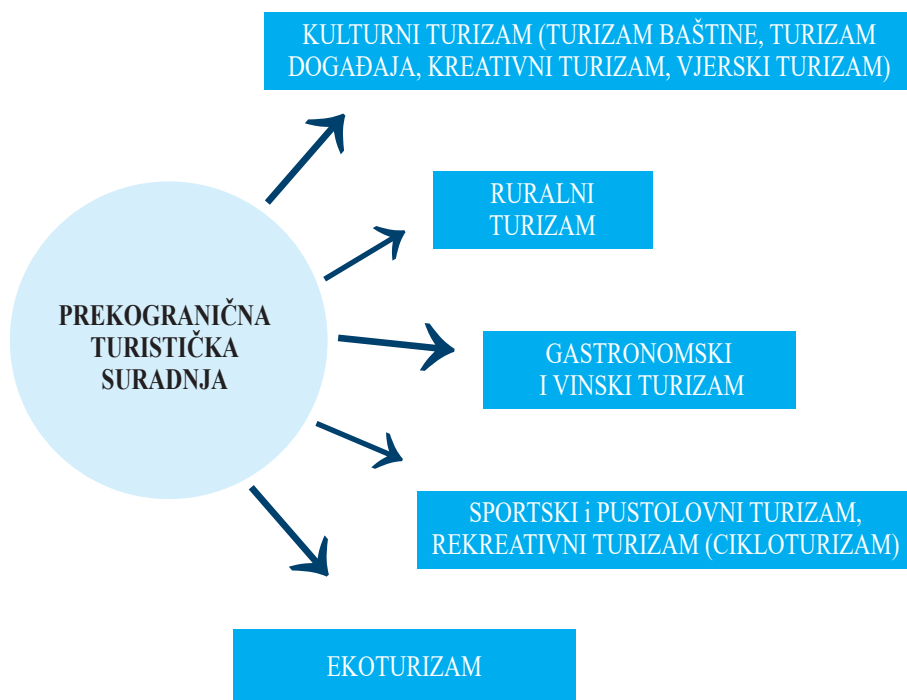 KULTURNI TURIZAM (TURIZAM BAŠTINE, TURIZAM
DOGAĐAJA, KREATIVNI TURIZAM, VJERSKI TURIZAM)
RURALNI
TURIZAM
PREKOGRANIČNA
TURISTIČKA
SURADNJA
GASTRONOMSKI
I VINSKI TURIZAM
SPORTSKI i PUSTOLOVNI TURIZAM,
REKREATIVNI TURIZAM (CIKLOTURIZAM)
EKOTURIZAM